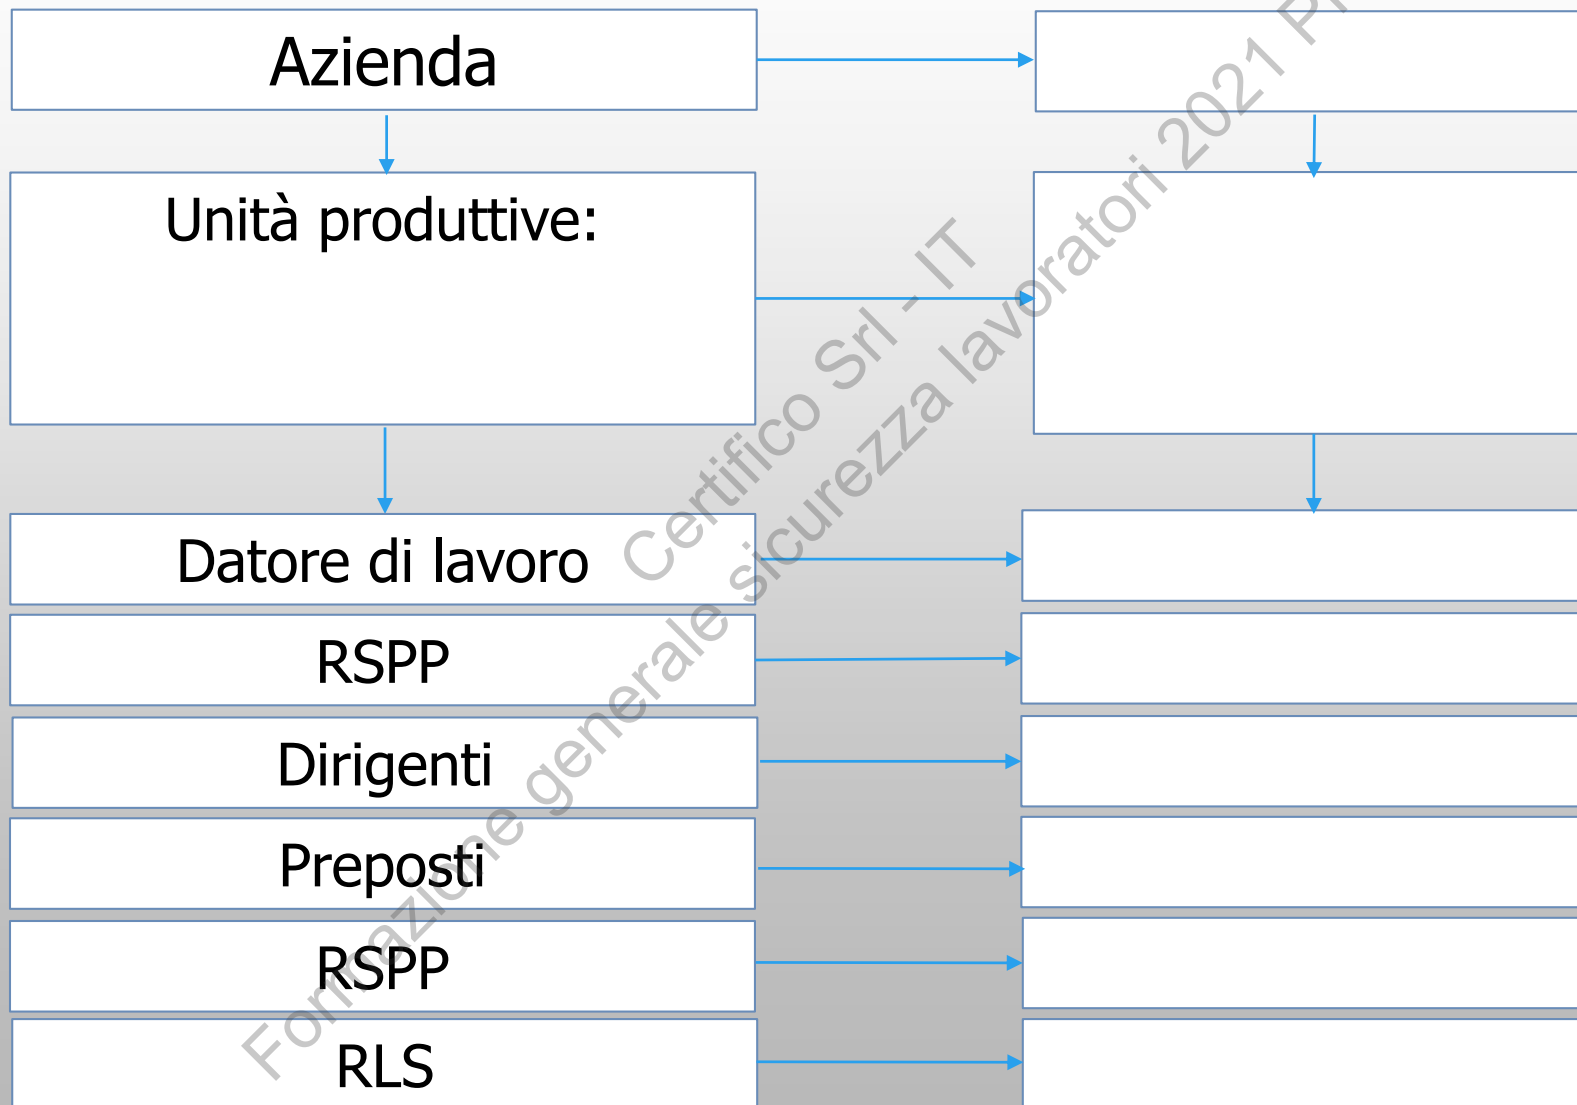 Azienda
Unità produttive:
Datore di lavoro
RSPP
Dirigenti
Preposti
RSPP
RLS
Certifico Srl - IT
Formazione generale sicurezza lavoratori 2021